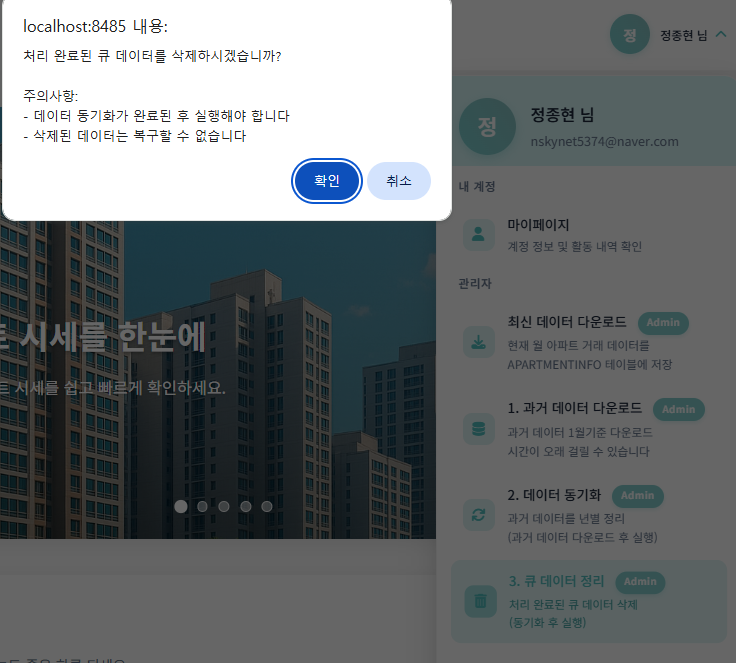 localhost:8485 내용:
처리 완료된 큐 데이터를 삭제하시겠습니까?
주의사항:
- 데이터 동기화가 완료된 후 실행해야 합니다
- 삭제된 데이터는 복구할 수 없습니다
확인
취소
정
정종현 님
정
정종현 님
nskynet5374@naver.com
내 계정
마이페이지
계정 정보 및 활동 내역 확인
관리자
최신 데이터 다운로드 Admin
현재 월 아파트 거래 데이터를
APARTMENTINFO 테이블에 저장
1. 과거 데이터 다운로드 Admin
과거 데이터 1월기준 다운로드
시간이 오래 걸릴 수 있습니다
2. 데이터 동기화 Admin
과거 데이터를 년별 정리
(과거 데이터 다운로드 후 실행)
3. 큐 데이터 정리 Admin
처리 완료된 큐 데이터 삭제
(동기화 후 실행)
트 시세를 한눈에
트 시세를 쉽고 빠르게 확인하세요.